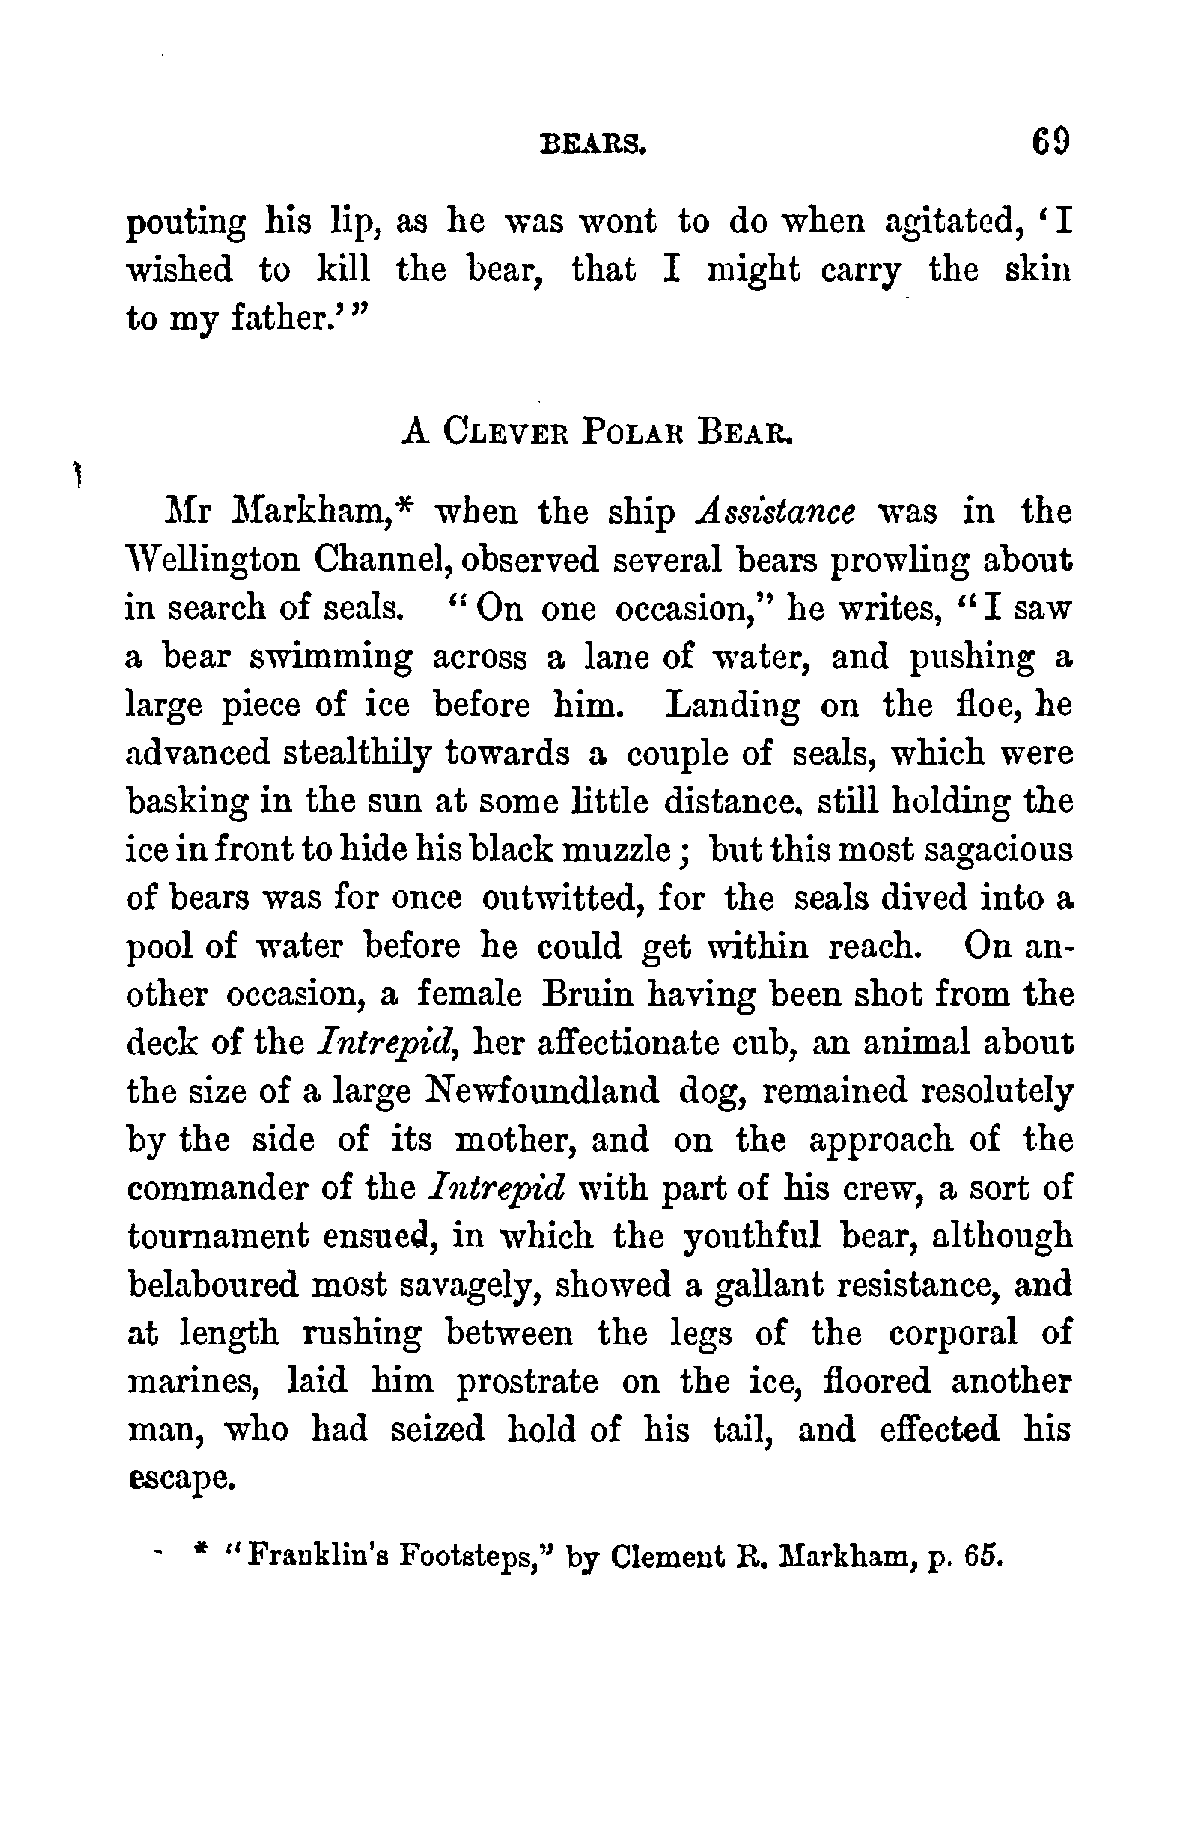 BEARS. 69
pouting his lip, as he was wont to do when agitated, ‘I
wished to kill the bear, that I might carry the skin
to my father.’”
A CLEVER POLAR BEAR.
Mr Markham,* when the ship Assistance was in the
Wellington Channel, observed several bears prowling about
in search of seals. “On one occasion,” he writes, “I saw
a bear swimming across a lane of water, and pushing a
large piece of ice before him. Landing on the floe, he
advanced stealthily towards a couple of seals, which were
basking in the sun at some little distance, still holding the
ice in front to hide his black muzzle; but this most sagacious
of bears was for once outwitted, for the seals dived into a
pool of water before he could get within reach. On an-
other occasion, a female Bruin having been shot from the
deck of the Intrepid, her affectionate cub, an animal about
the size of a large Newfoundland dog, remained resolutely
by the side of its mother, and on the approach of the
commander of the Intrepid with part of his crew, a sort of
tournament ensued, in which the youthful bear, although
belaboured most savagely, showed a gallant resistance, and
at length rushing between the legs of the corporal of
marines, laid him prostrate on the ice, floored another
man, who had seized hold of his tail, and effected his
escape.
* “Franklin’s Footsteps,” by Clement R. Markham, p. 65.